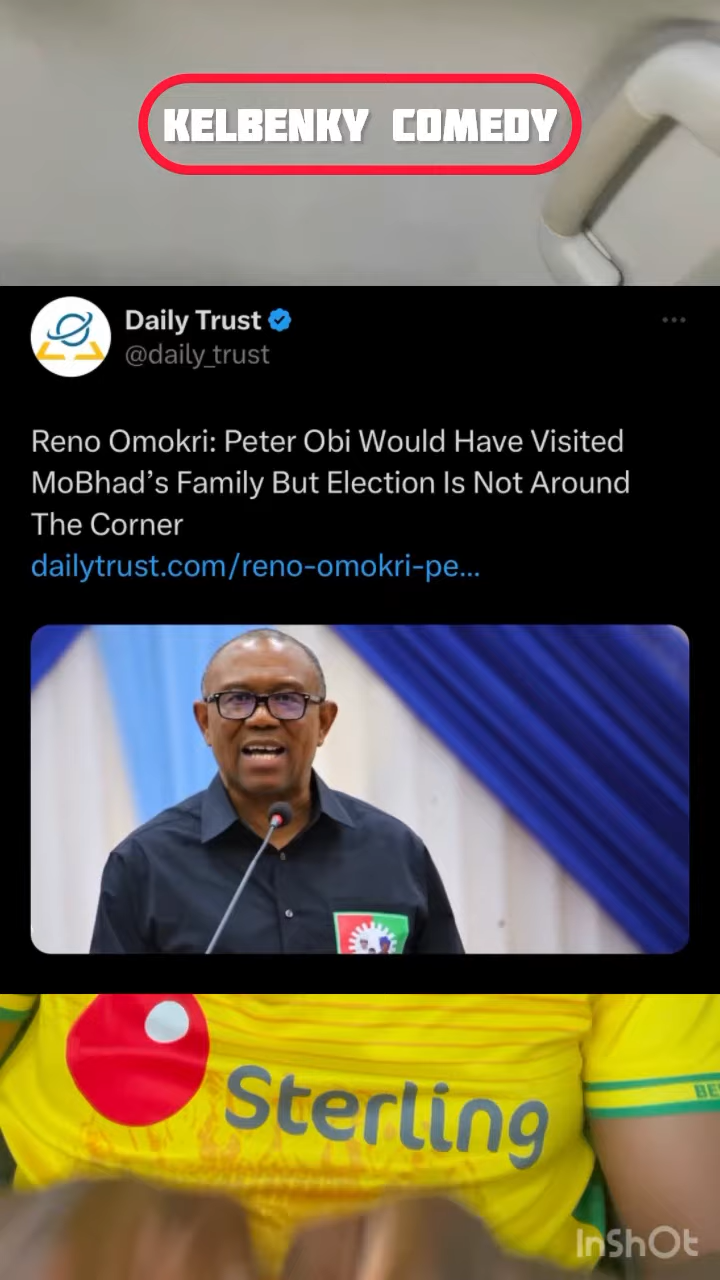 KELBENKY COMEDY
Daily Trust
@daily_trust
Reno Omokri: Peter Obi Would Have Visited
MoBhad’s Family But Election Is Not Around
The Corner
dailytrust.com/reno-omokri-pe...
Sterling
BE
InShOt